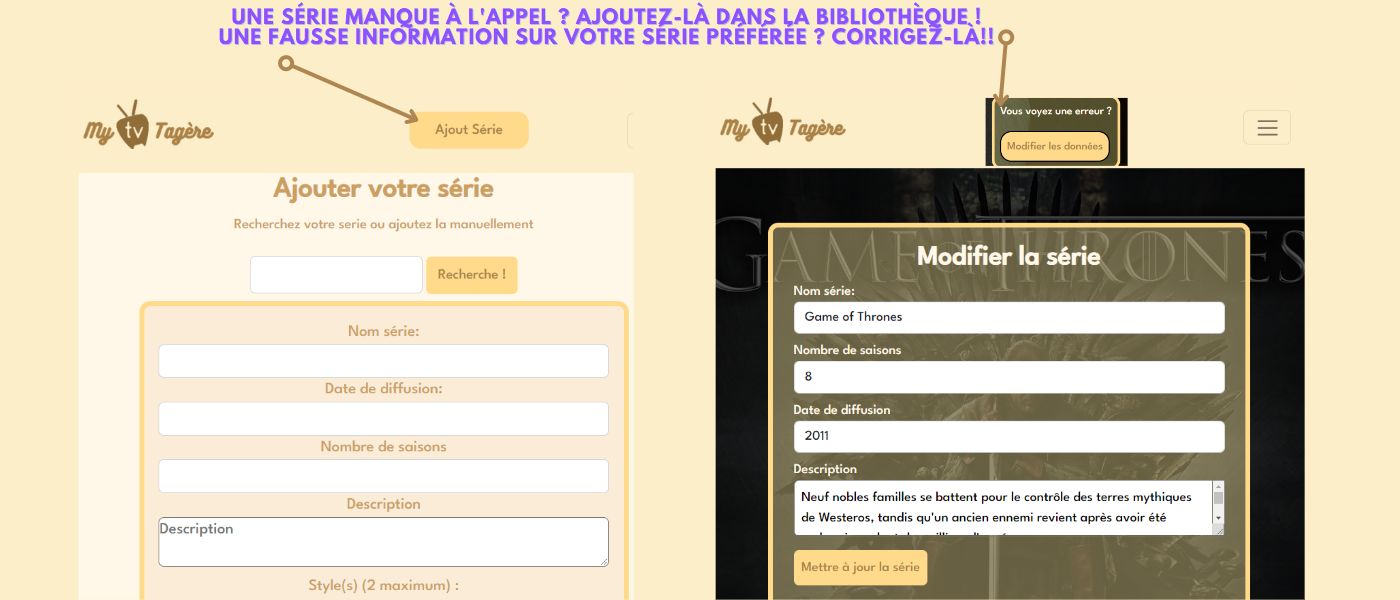 UNE SÉRIE MANQUE À L'APPEL ? AJOUTEZ-LÀ DANS LA BIBLIOTHÈQUE !
UNE FAUSSE INFORMATION SUR VOTRE SÉRIE PRÉFÉRÉE ? CORRIGEZ-LÀ!!
My tv Tagère
Ajout Série
Ajouter votre série
Recherchez votre serie ou ajoutez la manuellement
Recherche !
Nom série:
Date de diffusion:
Nombre de saisons
Description
Description
Style(s) (2 maximum) :
My tv Tagère
Vous voyez une erreur ?
Modifier les données
GAME OF THRONES
Modifier la série
Nom série:
Game of Thrones
Nombre de saisons
8
Date de diffusion
2011
Description
Neuf nobles familles se battent pour le contrôle des terres mythiques
de Westeros, tandis qu'un ancien ennemi revient après avoir été
Mettre à jour la série